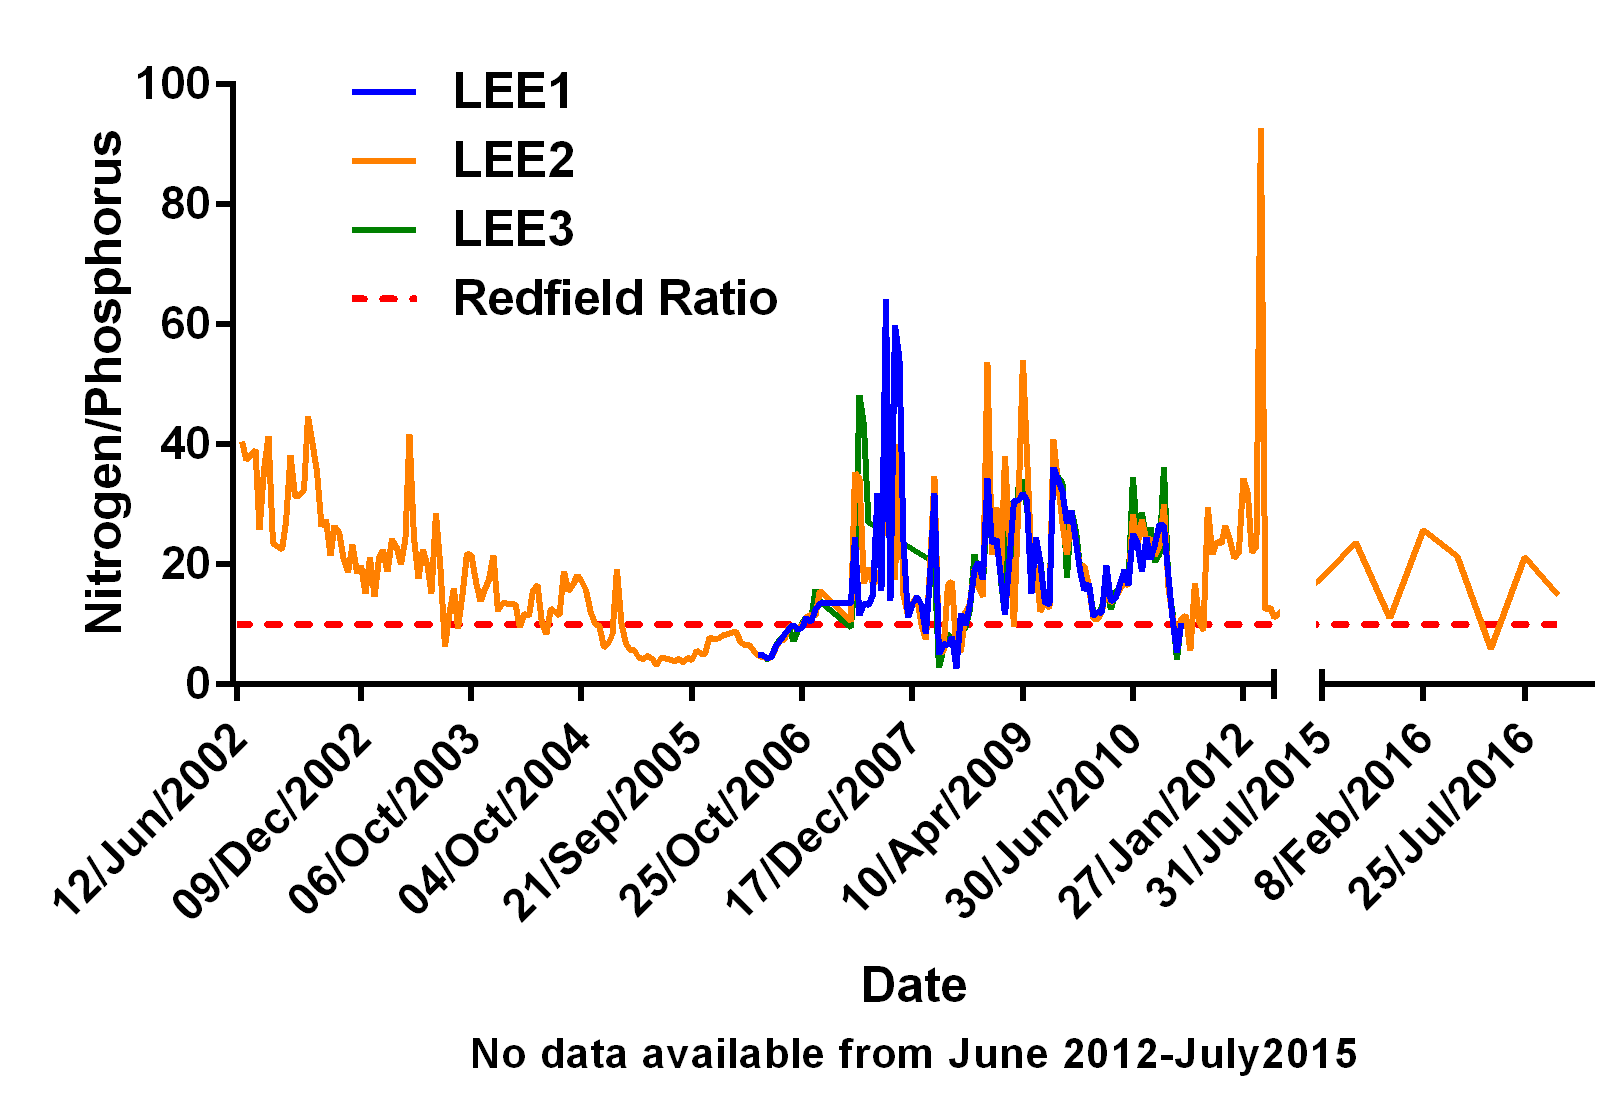 100
80
60
40
20
0
Nitrogen/Phosphorus
LEE1
LEE2
LEE3
Redfield Ratio
12/Jun/2002
09/Dec/2002
06/Oct/2003
04/Oct/2004
21/Sep/2005
25/Oct/2006
17/Dec/2007
10/Apr/2009
30/Jun/2010
27/Jan/2012
31/Jul/2015
8/Feb/2016
25/Jul/2016
Date
No data available from June 2012-July2015